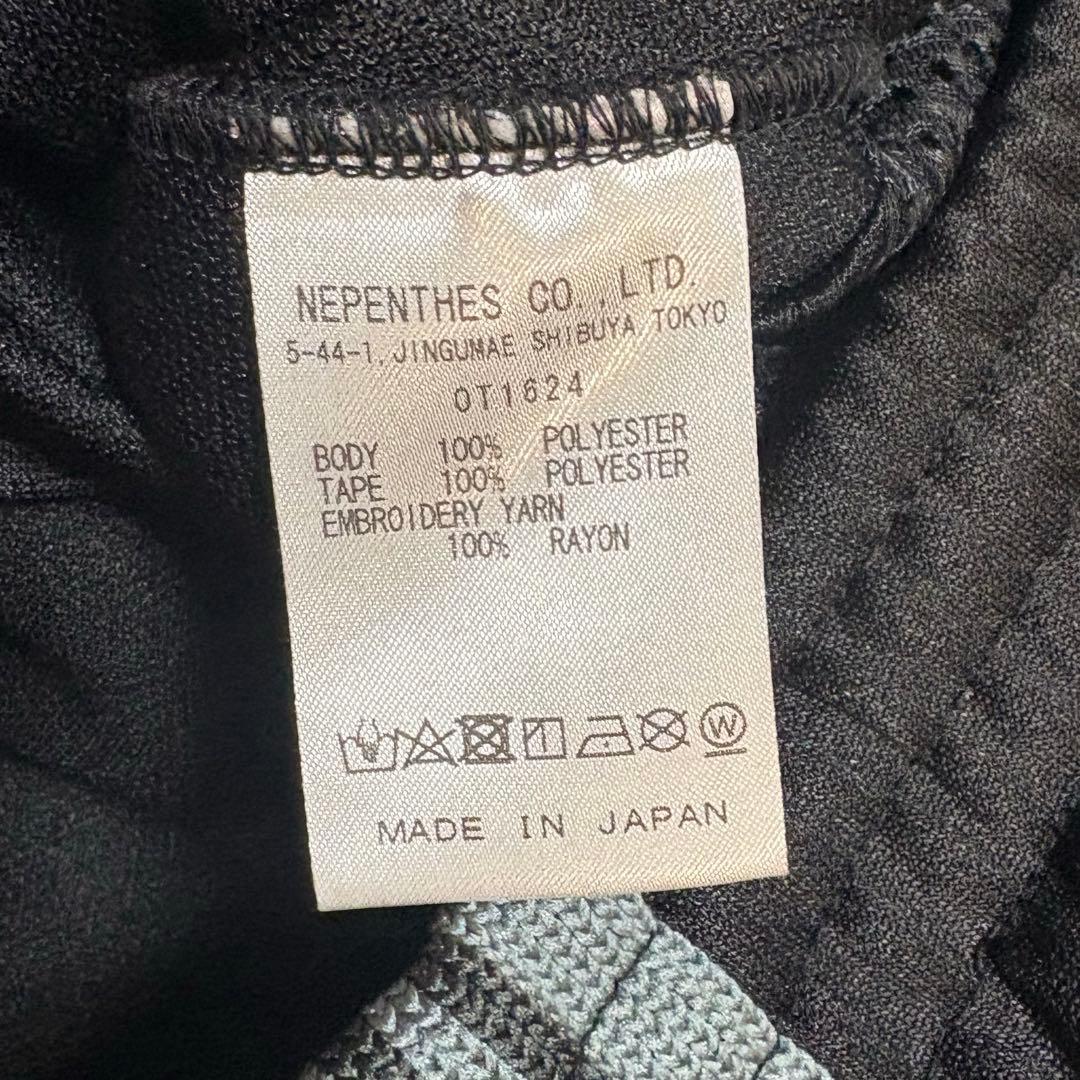 NEPENTHES CO.,LTD.
5-44-1, JINGUMAE SHIBUYA TOKYO
OT1624
BODY 100% POLYESTER
TAPE 100% POLYESTER
EMBROIDERY YARN
100% RAYON
W
MADE IN JAPAN